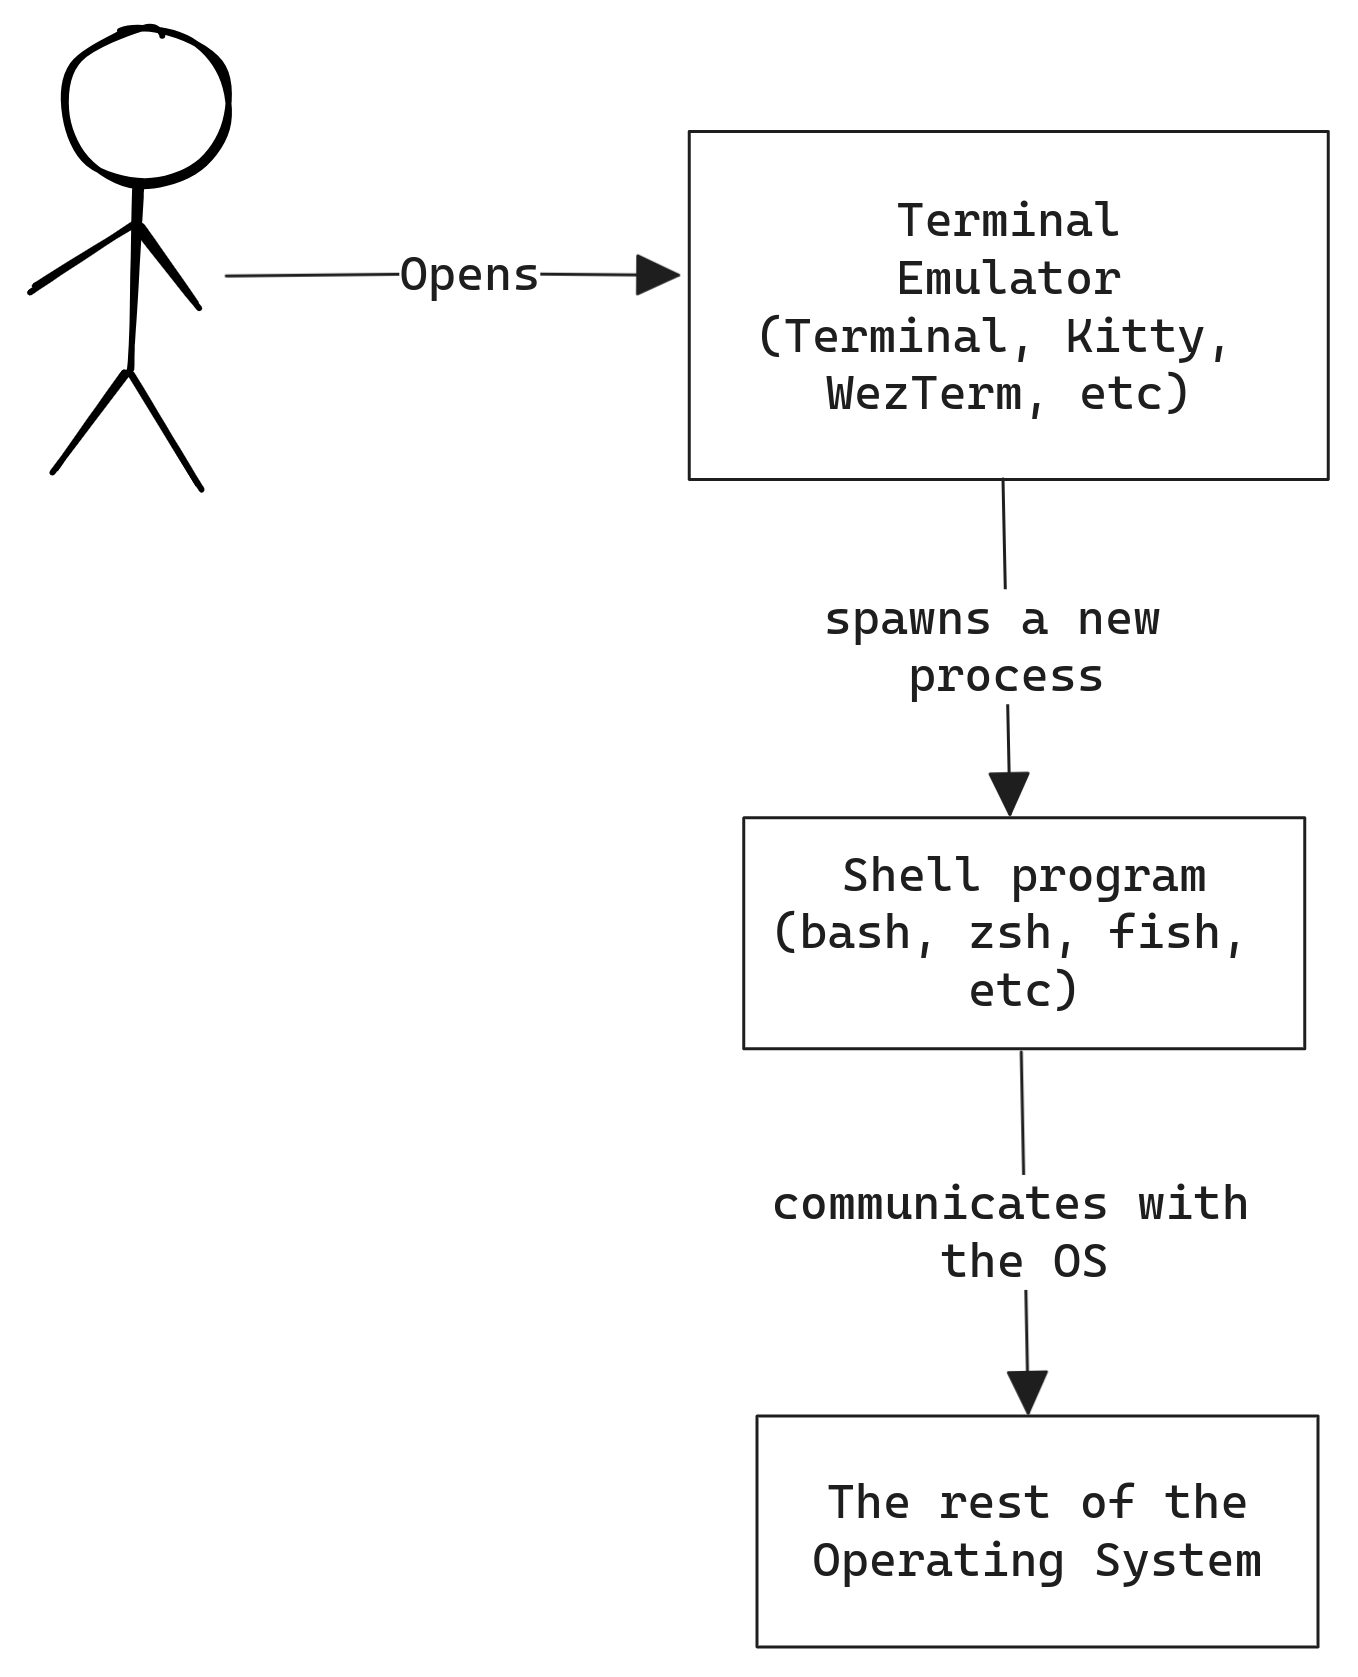 Opens
Terminal
Emulator
(Terminal, Kitty,
WezTerm, etc)
spawns a new
process
Shell program
(bash, zsh, fish,
etc)
communicates with
the OS
The rest of the
Operating System